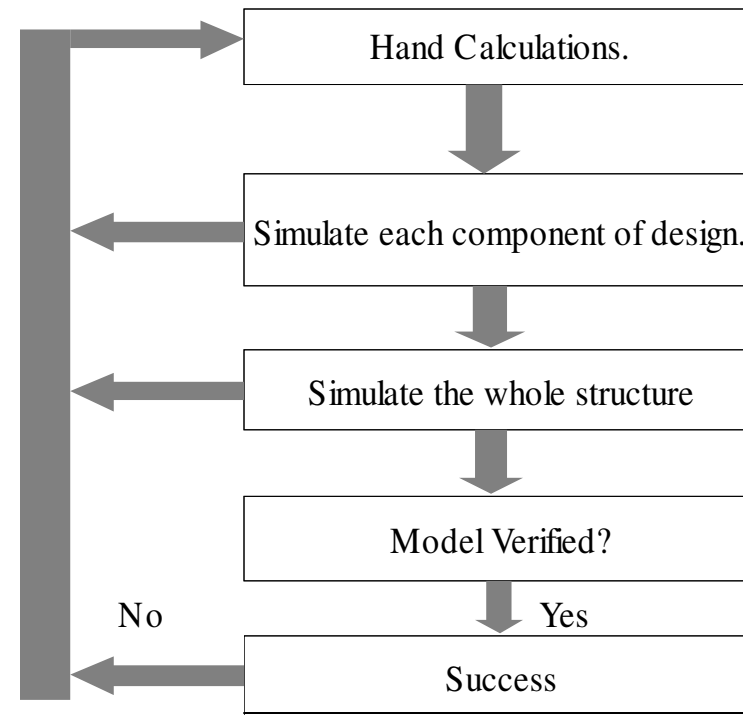 Hand Calculations.
Simulate each component of design.
Simulate the whole structure
Model Verified?
No
Yes
Success